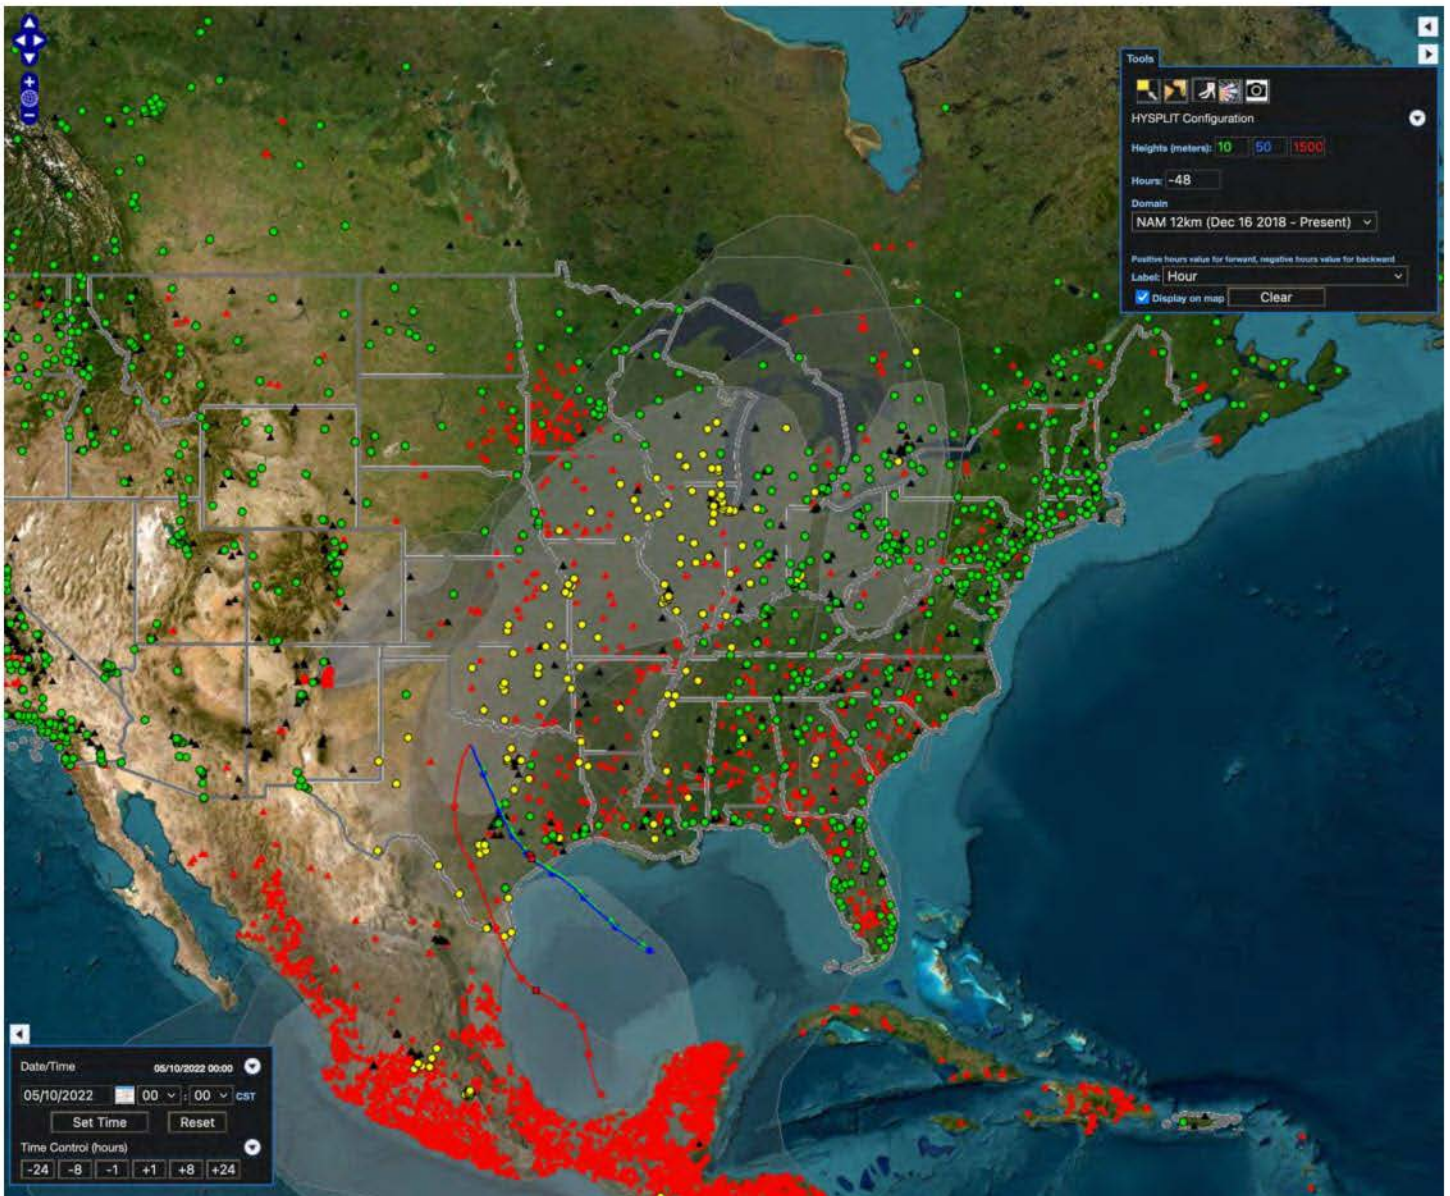 Tools
HYSPLIT Configuration
Heights (meters): 10 50 1500
Hours: -48
Domain
NAM 12km (Dec 16 2018 - Present)
Positive hours value for forward, negative hours value for backward
Label: Hour
Display on map Clear
Date/Time 05/10/2022 00:00
05/10/2022 00 : 00 CST
Set Time Reset
Time Control (hours)
-24 -8 -1 +1 +8 +24